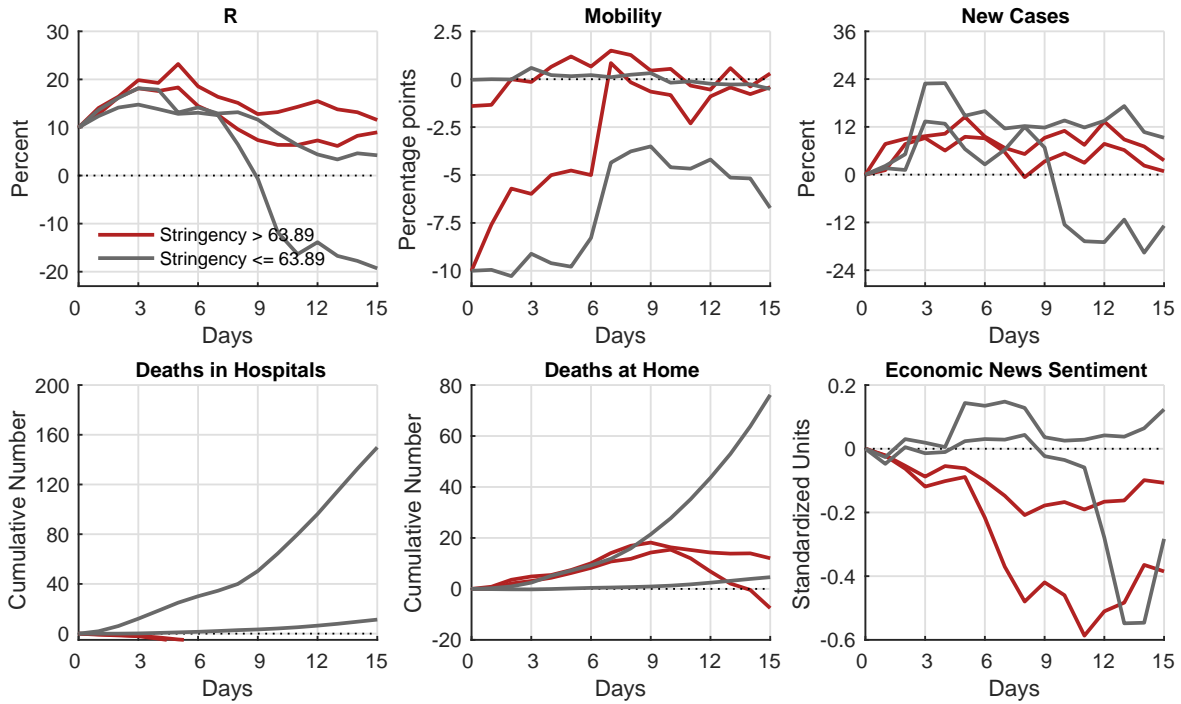 R
Percent
30
20
10
0
-10
-20
Stringency > 63.89
Stringency <= 63.89
0 3 6 9 12 15
Days
Mobility
Percentage points
2.5
0
-2.5
-5
-7.5
-10
0 3 6 9 12 15
Days
New Cases
Percent
36
24
12
0
-12
-24
0 3 6 9 12 15
Days
Deaths in Hospitals
Cumulative Number
200
160
120
80
40
0
0 3 6 9 12 15
Days
Deaths at Home
Cumulative Number
80
60
40
20
0
-20
0 3 6 9 12 15
Days
Economic News Sentiment
Standardized Units
0.2
0
-0.2
-0.4
-0.6
0 3 6 9 12 15
Days